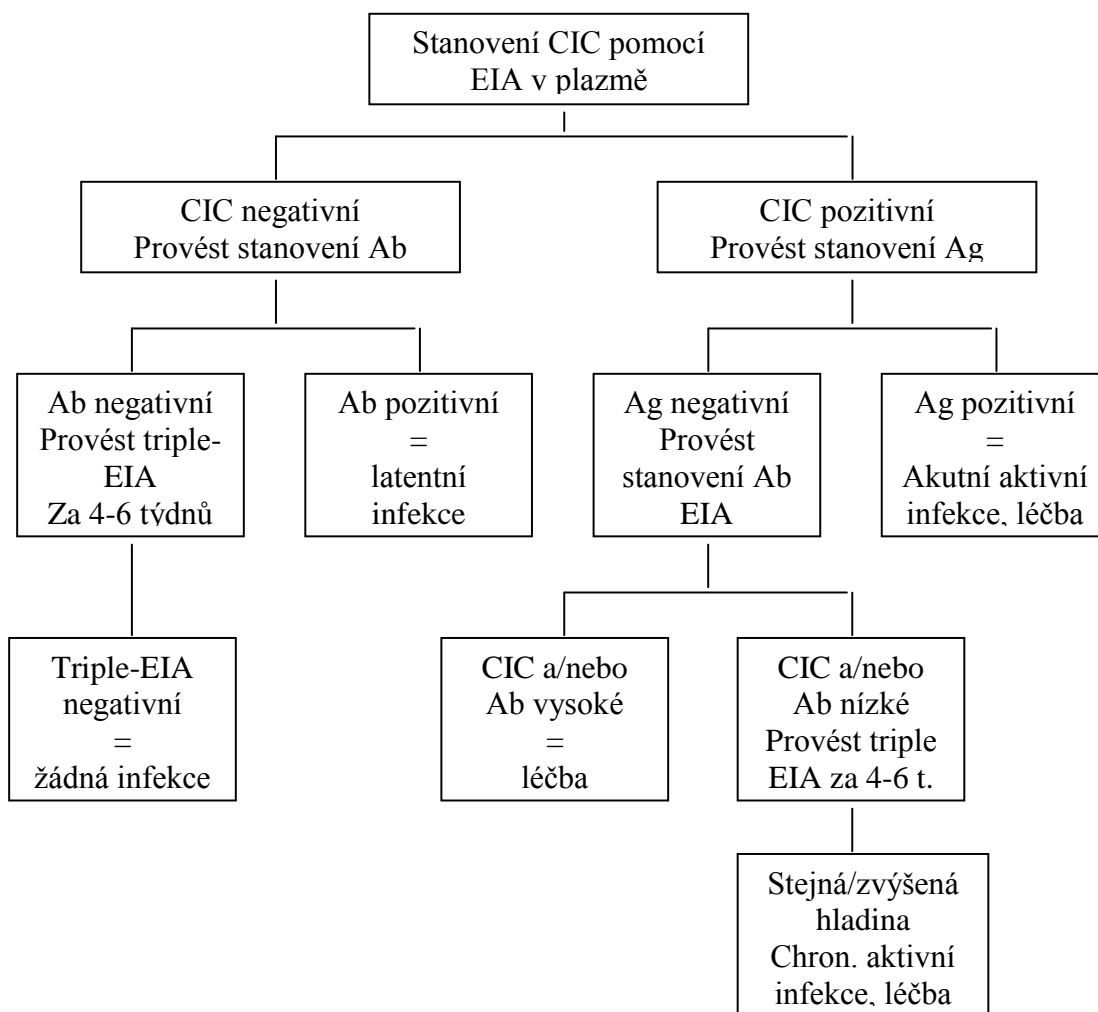 Stanovení CIC pomocí
EIA v plazmě
CIC negativní
Provést stanovení Ab
CIC pozitivní
Provést stanovení Ag
Ab negativní
Provést triple-
EIA
Za 4-6 týdnů
Ab pozitivní
=
latentní
infekce
Ag negativní
Provést
stanovení Ab
EIA
Ag pozitivní
=
Akutní aktivní
infekce, léčba
Triple-EIA
negativní
=
žádná infekce
CIC a/nebo
Ab vysoké
=
léčba
CIC a/nebo
Ab nízké
Provést triple
EIA za 4-6 t.
Stejná/zvýšená
hladina
Chron. aktivní
infekce, léčba